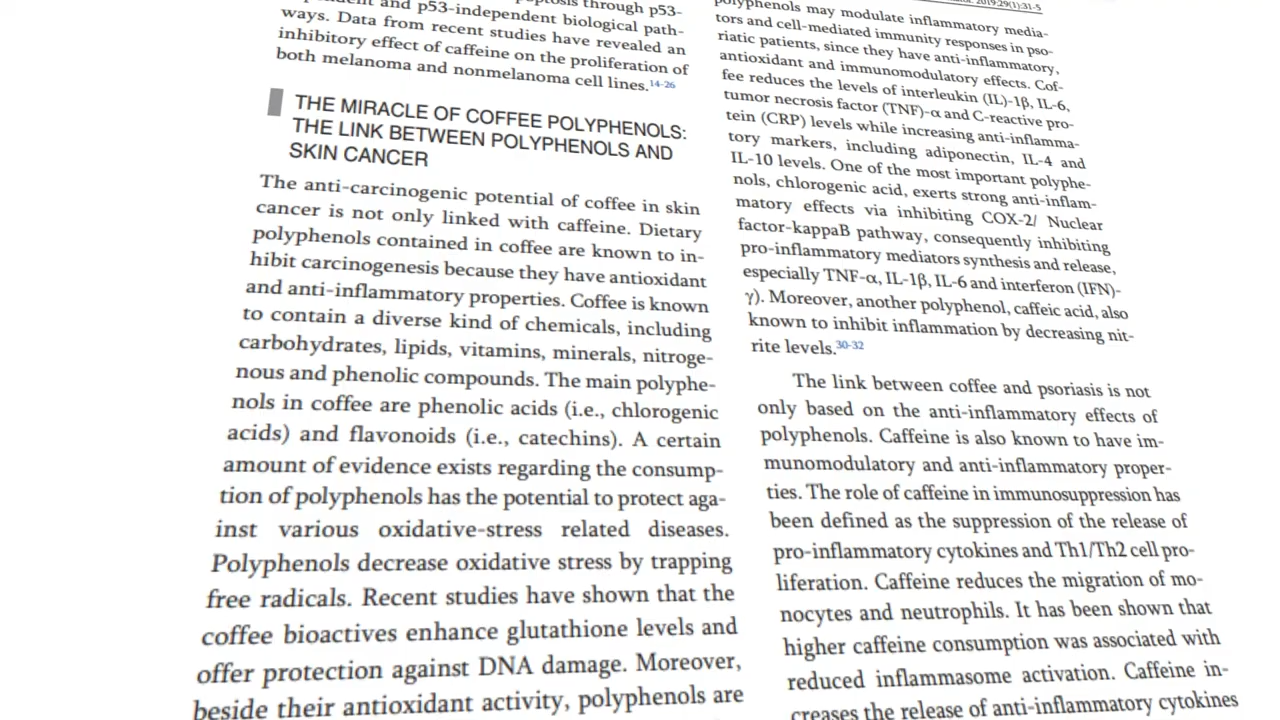 and p53-independent biological path-
ways. Data from recent studies have revealed an
inhibitory effect of caffeine on the proliferation of
both melanoma and nonmelanoma cell lines.14-26
THE MIRACLE OF COFFEE POLYPHENOLS:
THE LINK BETWEEN POLYPHENOLS AND
SKIN CANCER
The anti-carcinogenic potential of coffee in skin
cancer is not only linked with caffeine. Dietary
polyphenols contained in coffee are known to in-
hibit carcinogenesis because they have antioxidant
and anti-inflammatory properties. Coffee is known
to contain a diverse kind of chemicals, including
carbohydrates, lipids, vitamins, minerals, nitroge-
nous and phenolic compounds. The main polyphe-
nols in coffee are phenolic acids (i.e., chlorogenic
acids) and flavonoids (i.e., catechins). A certain
amount of evidence exists regarding the consump-
tion of polyphenols has the potential to protect aga-
inst various oxidative-stress related diseases.
Polyphenols decrease oxidative stress by trapping
free radicals. Recent studies have shown that the
coffee bioactives enhance glutathione levels and
offer protection against DNA damage. Moreover,
beside their antioxidant activity, polyphenols are
2019;29(1):31-5
polyphenols may modulate inflammatory media-
tors and cell-mediated immunity responses in pso-
riatic patients, since they have anti-inflammatory,
antioxidant and immunomodulatory effects. Cof-
fee reduces the levels of interleukin (IL)-1β, IL-6,
tumor necrosis factor (TNF)-α and C-reactive pro-
tein (CRP) levels while increasing anti-inflamma-
tory markers, including adiponectin, IL-4 and
IL-10 levels. One of the most important polyphe-
nols, chlorogenic acid, exerts strong anti-inflam-
matory effects via inhibiting COX-2/ Nuclear
factor-kappaB pathway, consequently inhibiting
pro-inflammatory mediators synthesis and release,
especially TNF-α, IL-1β, IL-6 and interferon (IFN)-
γ). Moreover, another polyphenol, caffeic acid, also
known to inhibit inflammation by decreasing nit-
rite levels.30-32
The link between coffee and psoriasis is not
only based on the anti-inflammatory effects of
polyphenols. Caffeine is also known to have im-
munomodulatory and anti-inflammatory proper-
ties. The role of caffeine in immunosuppression has
been defined as the suppression of the release of
pro-inflammatory cytokines and Th1/Th2 cell pro-
liferation. Caffeine reduces the migration of mo-
nocytes and neutrophils. It has been shown that
higher caffeine consumption was associated with
reduced inflammasome activation. Caffeine in-
creases the release of anti-inflammatory cytokines